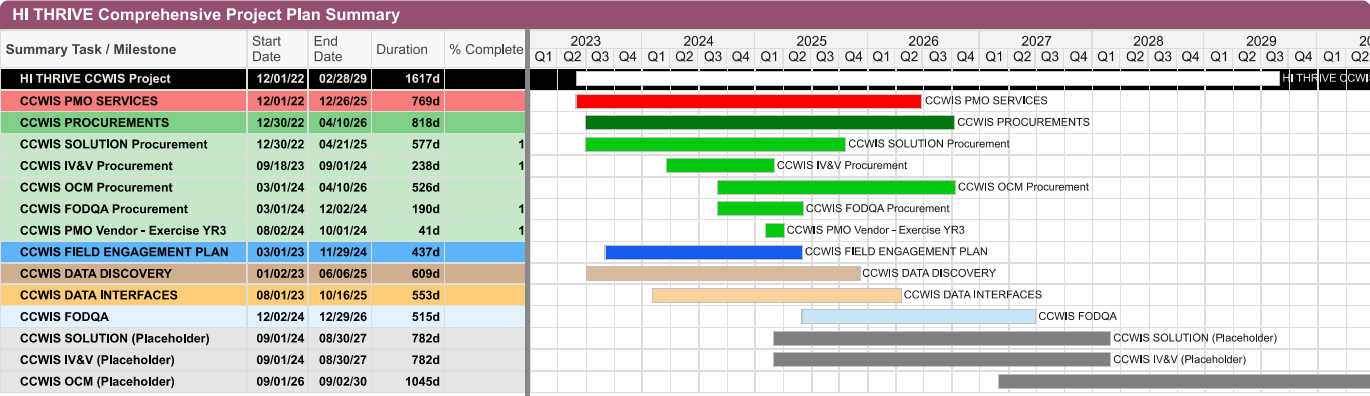 HI THRIVE Comprehensive Project Plan Summary
Summary Task / Milestone Start Date End Date Duration % Complete 2023 2024 2025 2026 2027 2028 2029 20
Q1 Q2 Q3 Q4 Q1 Q2 Q3 Q4 Q1 Q2 Q3 Q4 Q1 Q2 Q3 Q4 Q1 Q2 Q3 Q4 Q1 Q2 Q3 Q4 Q1 Q2 Q3 Q4 Q1 Q2
HI THRIVE CCWIS Project 12/01/22 02/28/29 1617d HI THRIVE CCWI
CCWIS PMO SERVICES 12/01/22 12/26/25 769d CCWIS PMO SERVICES
CCWIS PROCUREMENTS 12/30/22 04/10/26 818d CCWIS PROCUREMENTS
CCWIS SOLUTION Procurement 12/30/22 04/21/25 577d 1 CCWIS SOLUTION Procurement
CCWIS IV&V Procurement 09/18/23 09/01/24 238d 1 CCWIS IV&V Procurement
CCWIS OCM Procurement 03/01/24 04/10/26 526d CCWIS OCM Procurement
CCWIS FODQA Procurement 03/01/24 12/02/24 190d 1 CCWIS FODQA Procurement
CCWIS PMO Vendor - Exercise YR3 08/02/24 10/01/24 41d 1 CCWIS PMO Vendor - Exercise YR3
CCWIS FIELD ENGAGEMENT PLAN 03/01/23 11/29/24 437d CCWIS FIELD ENGAGEMENT PLAN
CCWIS DATA DISCOVERY 01/02/23 06/06/25 609d CCWIS DATA DISCOVERY
CCWIS DATA INTERFACES 08/01/23 10/16/25 553d CCWIS DATA INTERFACES
CCWIS FODQA 12/02/24 12/29/26 515d CCWIS FODQA
CCWIS SOLUTION (Placeholder) 09/01/24 08/30/27 782d CCWIS SOLUTION (Placeholder)
CCWIS IV&V (Placeholder) 09/01/24 08/30/27 782d CCWIS IV&V (Placeholder)
CCWIS OCM (Placeholder) 09/01/26 09/02/30 1045d